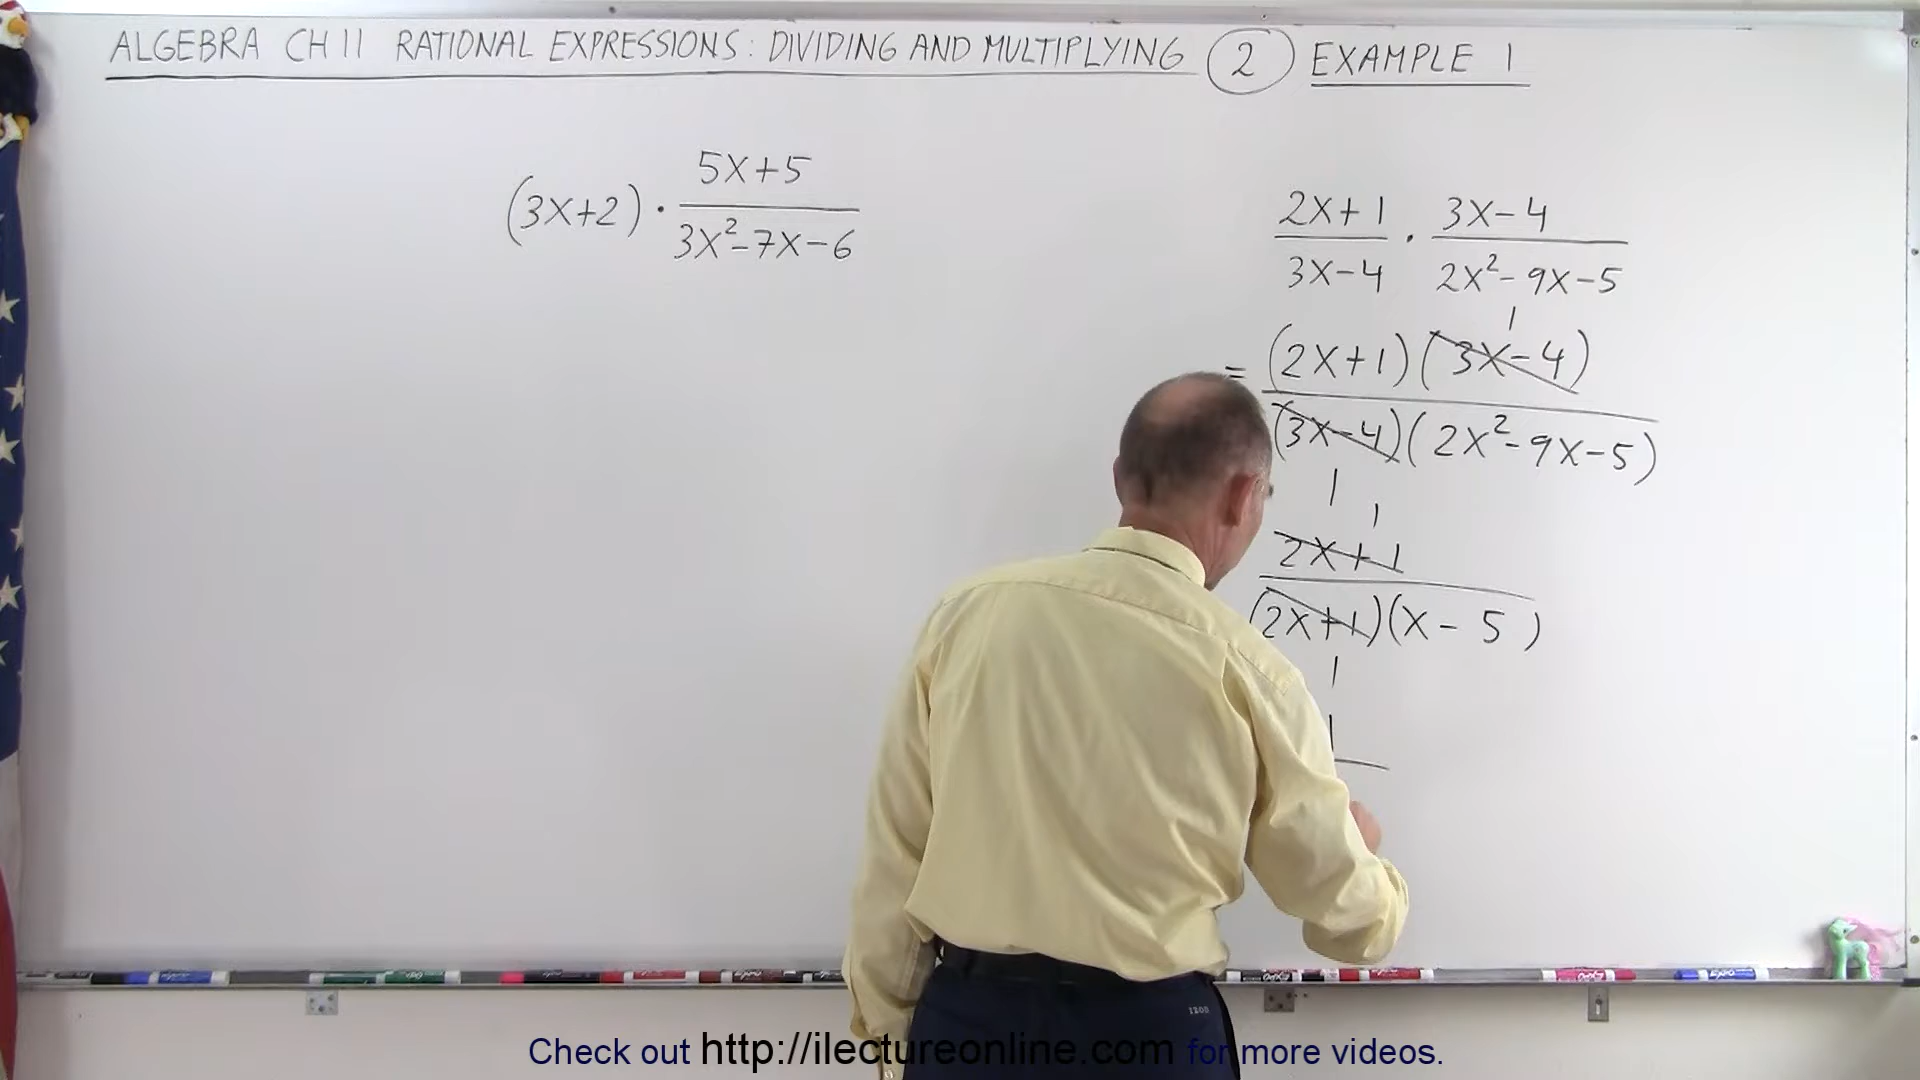 ALGEBRA CH 11 RATIONAL EXPRESSIONS: DIVIDING AND MULTIPLYING 2 EXAMPLE 1
(3X+2) · 5X+5
3X²-7X-6
2X+1 · 3X-4
3X-4 2X²-9X-5
1
= (2X+1)(3X-4)
(3X-4)(2X²-9X-5)
1
1
2X+1
(2X+1)(X-5)
1
1
EXPO
Check out http://ilectureonline.com for more videos.